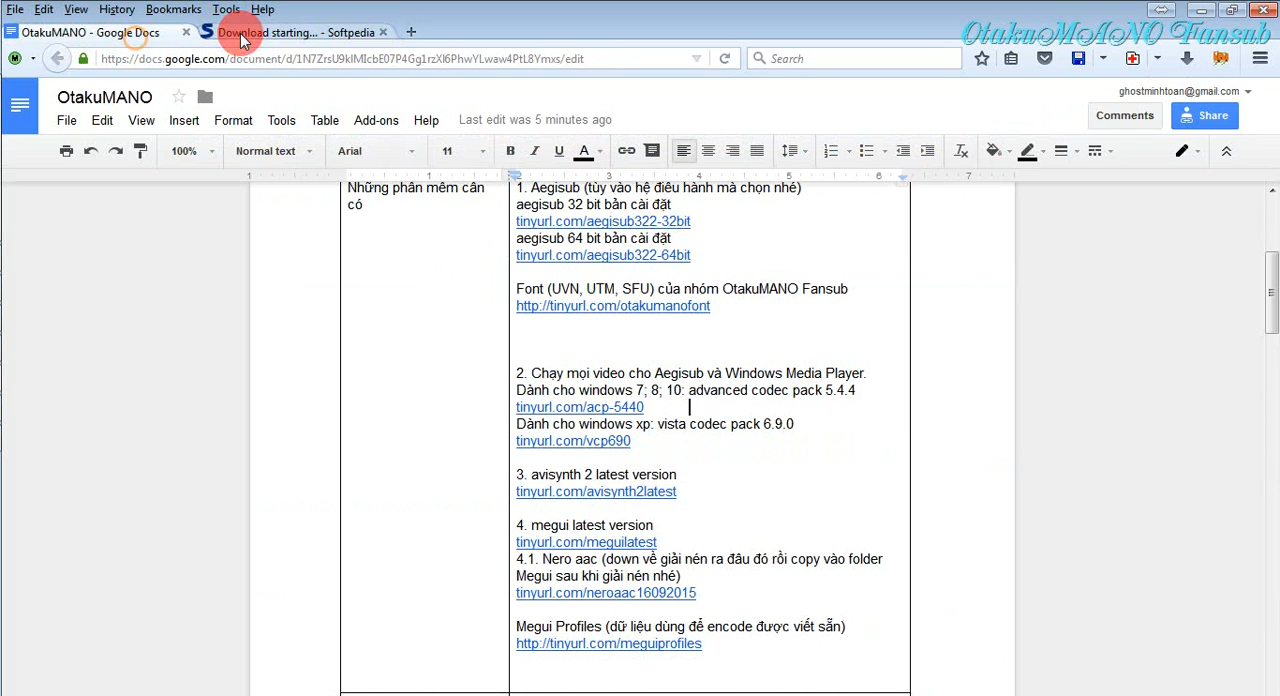 File Edit View History Bookmarks Tools Help
OtakuMANO - Google Docs
Download starting... - Softpedia
OtakuMANO Fansub
Search
OtakuMANO
ghostminhtoan@gmail.com
File Edit View Insert Format Tools Table Add-ons Help Last edit was 5 minutes ago
Comments
Share
100% Normal text Arial 11 B I U A
1 1 2 3 4 5 6 7
Những phần mềm cần
có
1. Aegisub (tùy vào hệ điều hành mà chọn nhé)
aegisub 32 bit bản cài đặt
tinyurl.com/aegisub322-32bit
aegisub 64 bit bản cài đặt
tinyurl.com/aegisub322-64bit
Font (UVN, UTM, SFU) của nhóm OtakuMANO Fansub
http://tinyurl.com/otakumanofont
2. Chạy mọi video cho Aegisub và Windows Media Player.
Dành cho windows 7; 8; 10: advanced codec pack 5.4.4
tinyurl.com/acp-5440
Dành cho windows xp: vista codec pack 6.9.0
tinyurl.com/vcp690
3. avisynth 2 latest version
tinyurl.com/avisynth2latest
4. megui latest version
tinyurl.com/meguilatest
4.1. Nero aac (down về giải nén ra đâu đó rồi copy vào folder
Megui sau khi giải nén nhé)
tinyurl.com/neroaac16092015
Megui Profiles (dữ liệu dùng để encode được viết sẵn)
http://tinyurl.com/meguiprofiles